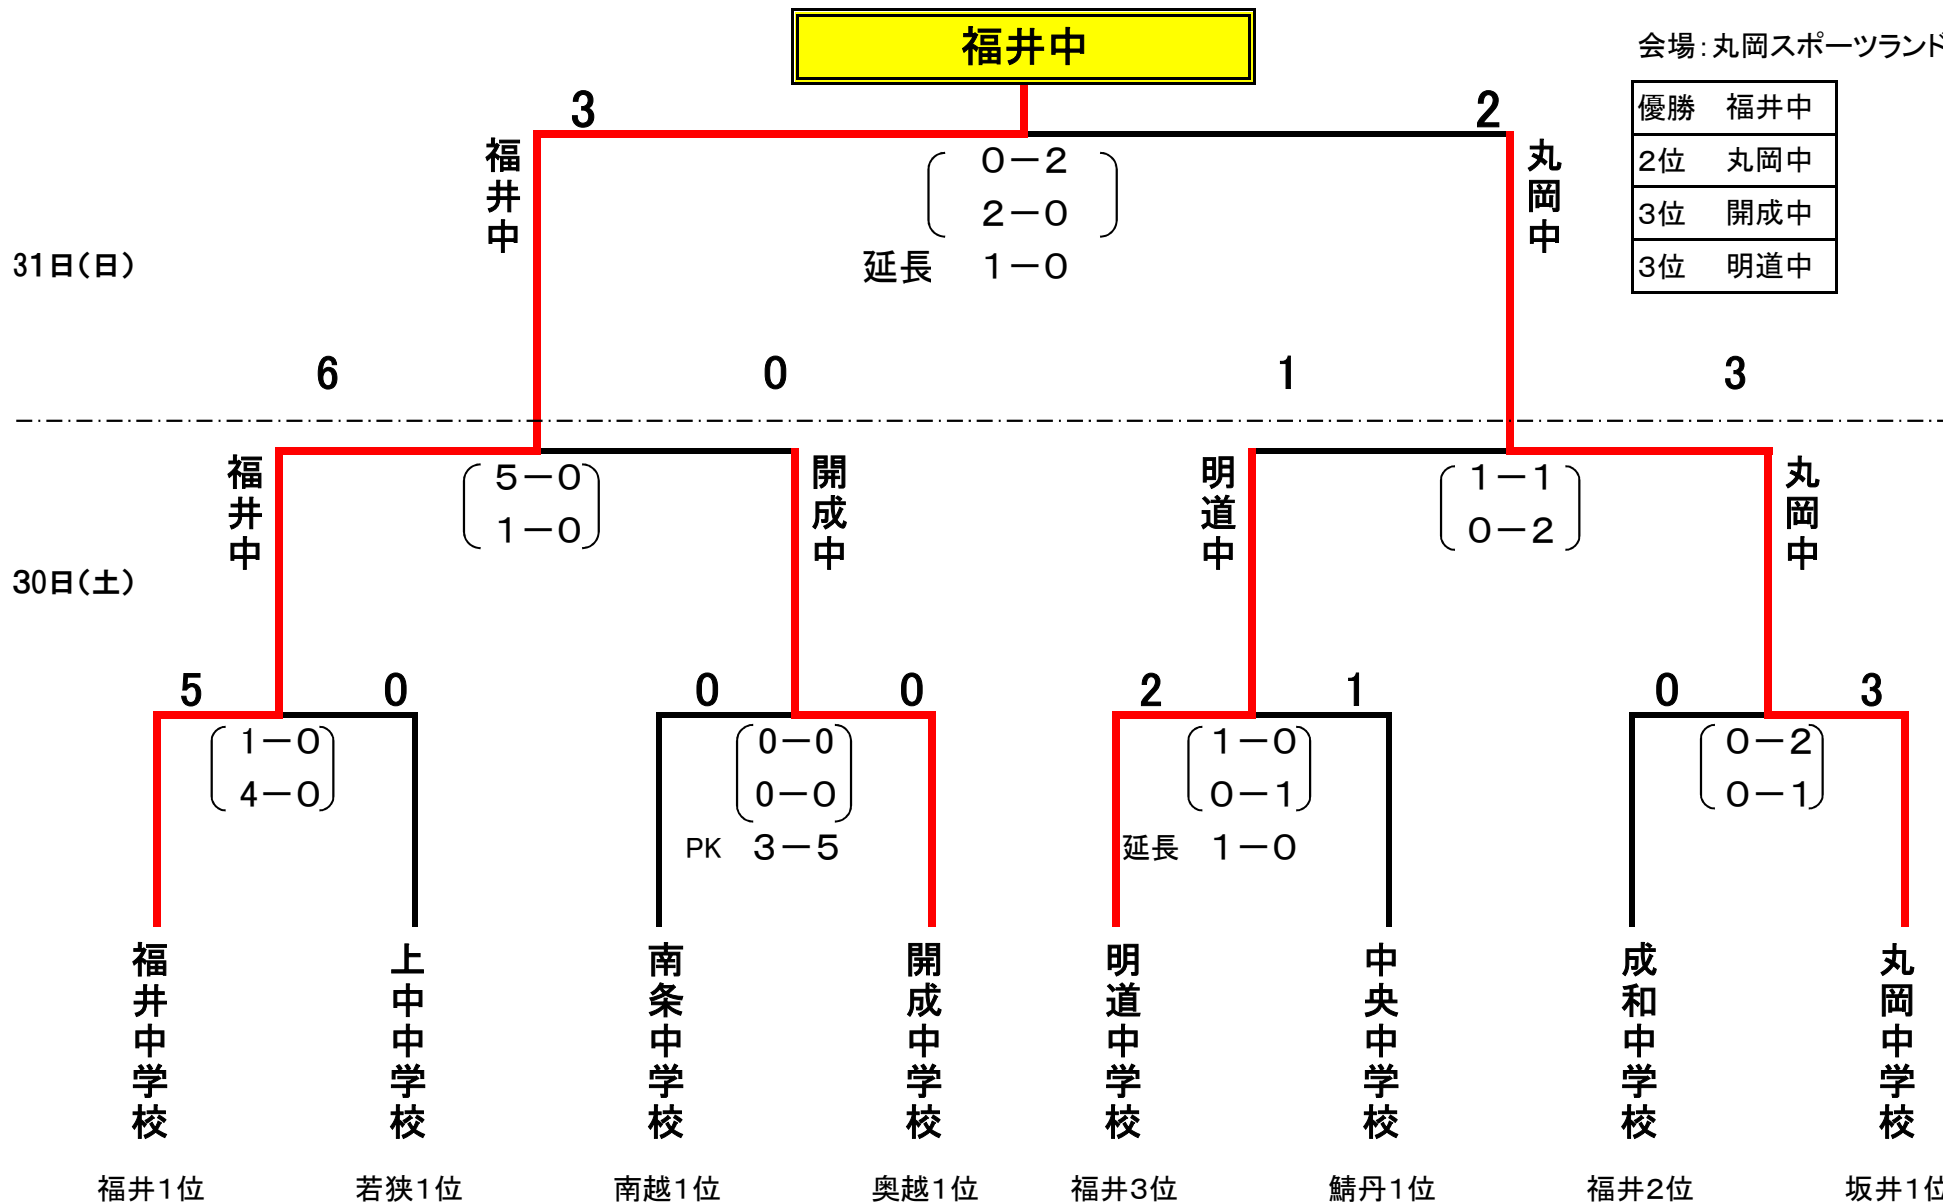 福井中
会場：丸岡スポーツランド
優勝 福井中
2位 丸岡中
3位 開成中
3位 明道中
3
2
福井中
丸岡中
0－2
2－0
延長 1－0
31日(日)
6
0
1
3
福井中
開成中
明道中
丸岡中
5－0
1－0
1－1
0－2
30日(土)
5
0
0
0
2
1
0
3
1－0
4－0
0－0
0－0
PK 3－5
1－0
0－1
延長 1－0
0－2
0－1
福井中学校
上中中学校
南条中学校
開成中学校
明道中学校
中央中学校
成和中学校
丸岡中学校
福井1位
若狭1位
南越1位
奥越1位
福井3位
鯖丹1位
福井2位
坂井1位